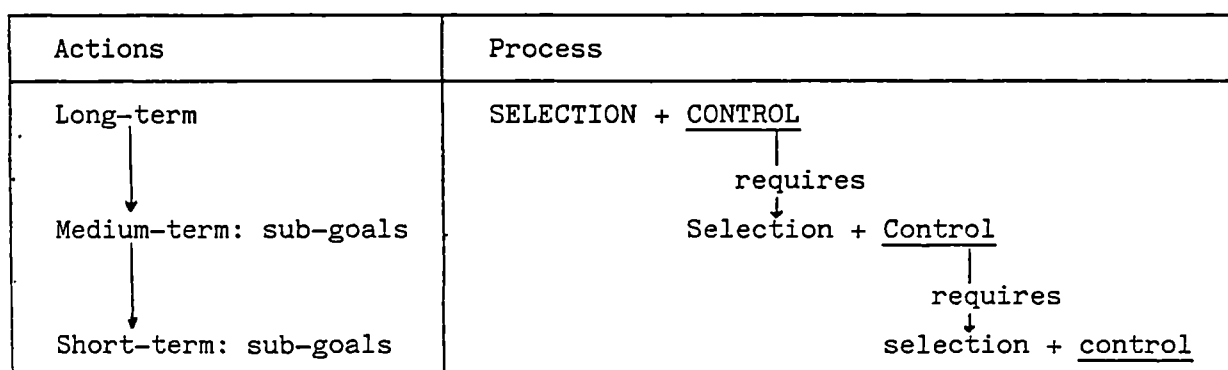 Actions Process
Long-term SELECTION + CONTROL
requires
Medium-term: sub-goals Selection + Control
requires
Short-term: sub-goals selection + control